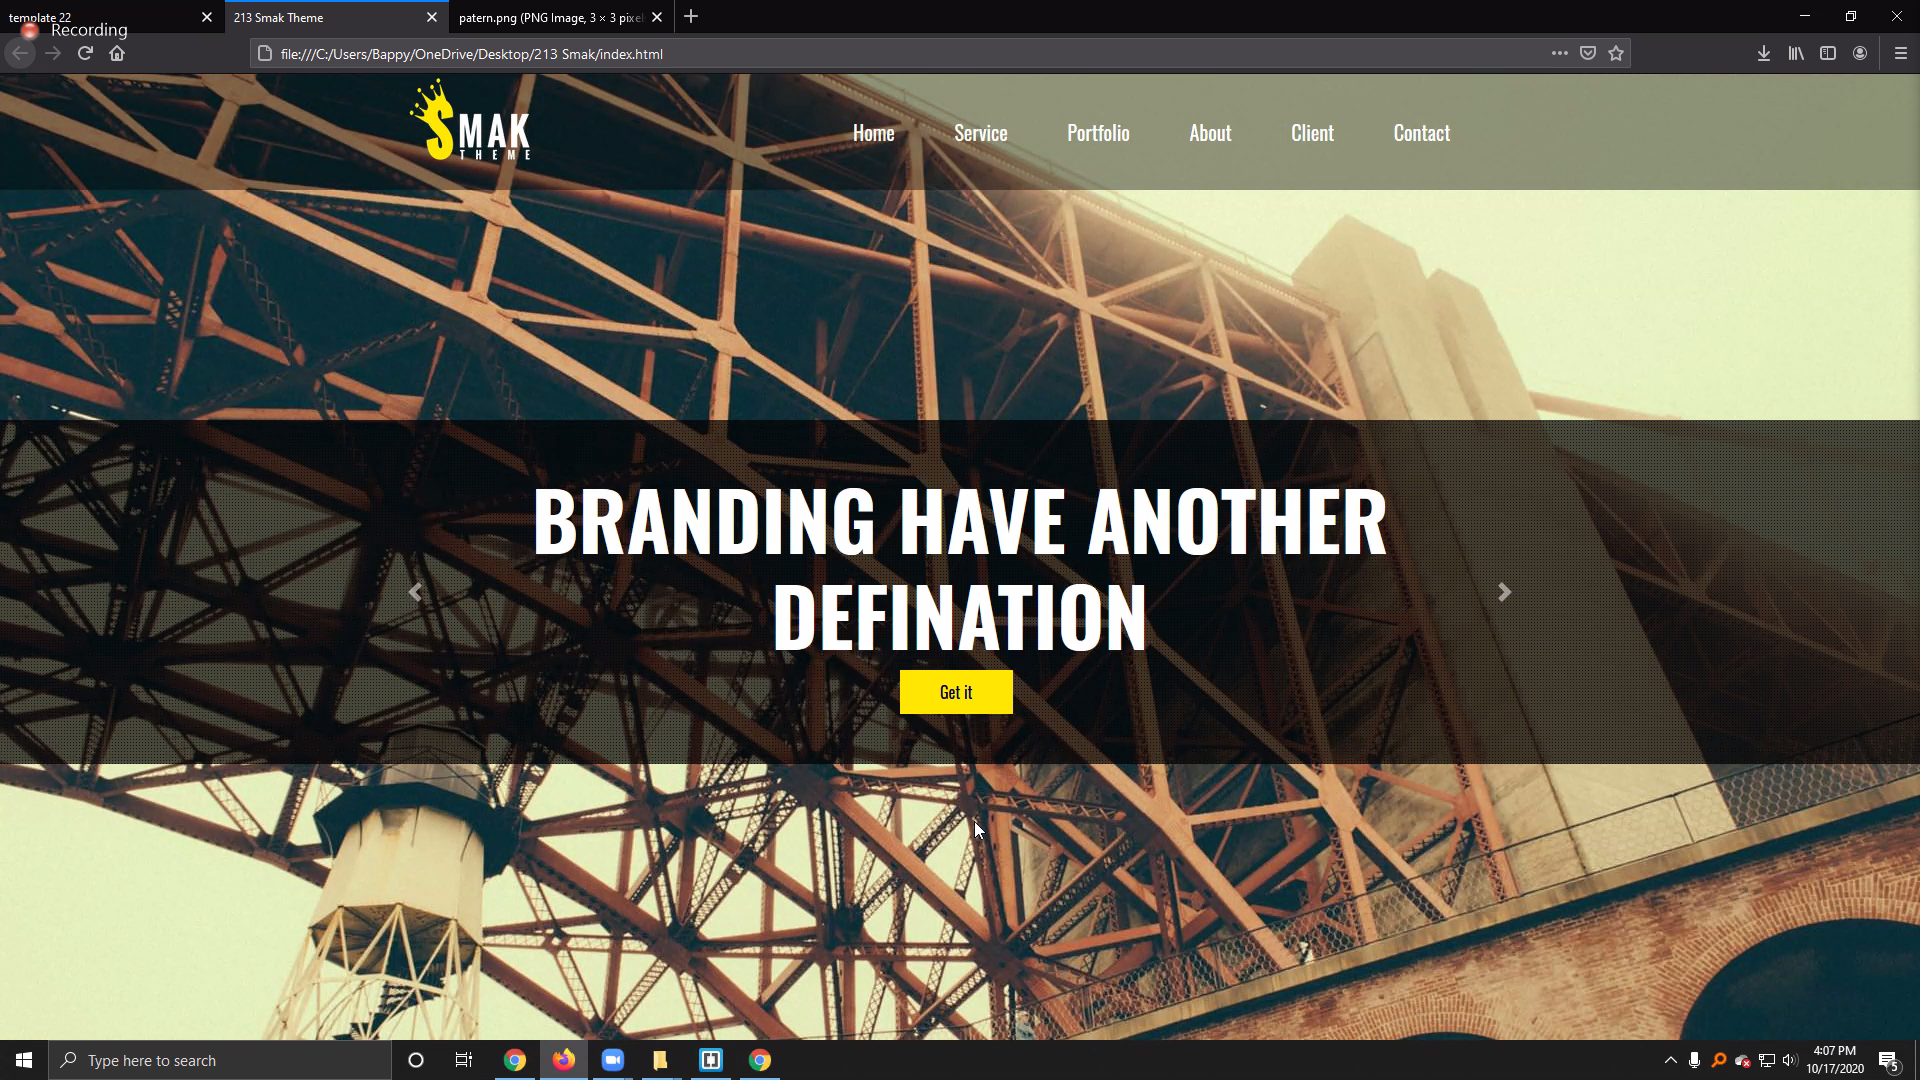 template 22
213 Smak Theme
patern.png (PNG Image, 3 × 3 pixel
Recording
file:///C:/Users/Bappy/OneDrive/Desktop/213 Smak/index.html
SMAK
THEME
Home
Service
Portfolio
About
Client
Contact
BRANDING HAVE ANOTHER
DEFINATION
Get it
Type here to search
4:07 PM
10/17/2020
5